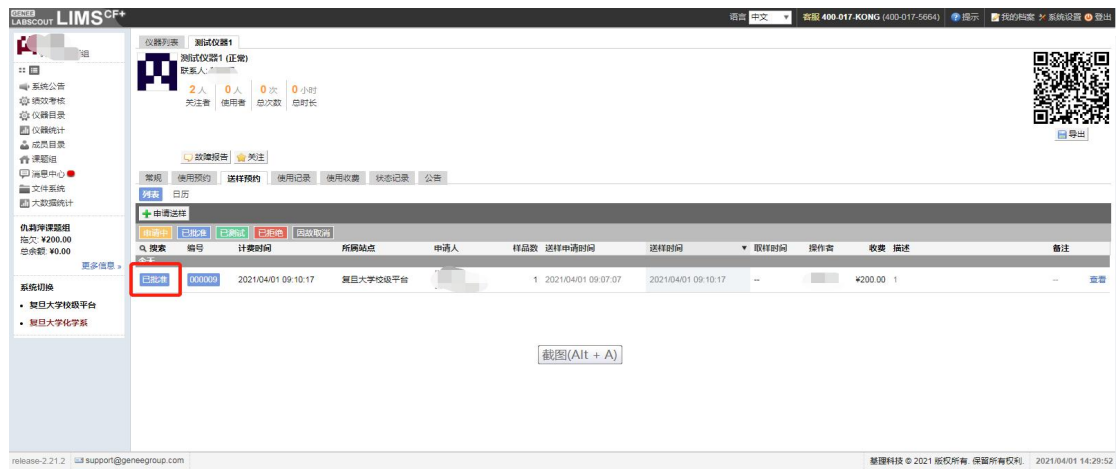 GENEE
LABSCOUT LIMS CF+
语言 中文 ▼ 客服 400-017-KONG (400-017-5664) 提示 我的档案 系统设置 登出
组
系统公告
绩效考核
仪器目录
仪器统计
成员目录
课题组
消息中心
文件系统
大数据统计
仇莉萍课题组
拖欠 ¥200.00
总余额 ¥0.00
更多信息 »
系统切换
• 复旦大学校级平台
• 复旦大学化学系
仪器列表 测试仪器1
测试仪器1 (正常)
联系人:
2 人 0 人 0 次 0 小时
关注者 使用者 总次数 总时长
导出
故障报告 关注
常规 使用预约 送样预约 使用记录 使用收费 状态记录 公告
列表 日历
申请送样
申请中 已批准 已测试 已拒绝 因故取消
搜索 编号 计费时间 所属站点 申请人 样品数 送样申请时间 送样时间 ▼ 取样时间 操作者 收费 描述 备注
今天
已批准 000009 2021/04/01 09:10:17 复旦大学校级平台 1 2021/04/01 09:07:07 2021/04/01 09:10:17 -- ¥200.00 1 -- 查看
截图(Alt + A)
release-2.21.2 support@geneegroup.com 基理科技 © 2021 版权所有. 保留所有权利. 2021/04/01 14:29:52